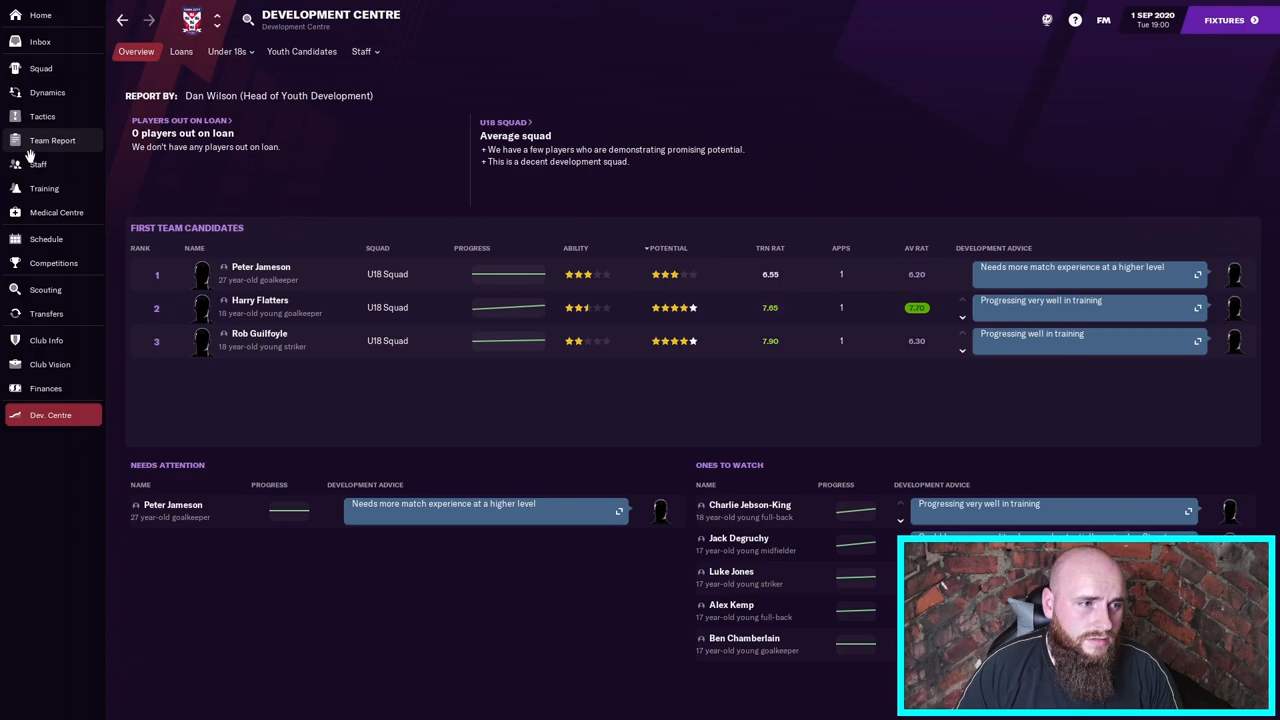 Home
Inbox
Squad
Dynamics
Tactics
Team Report
Staff
Training
Medical Centre
Schedule
Competitions
Scouting
Transfers
Club Info
Club Vision
Finances
Dev. Centre
DEVELOPMENT CENTRE
Development Centre
FM
1 SEP 2020
Tue 19:00
FIXTURES
Overview
Loans
Under 18s
Youth Candidates
Staff
REPORT BY: Dan Wilson (Head of Youth Development)
PLAYERS OUT ON LOAN
0 players out on loan
We don't have any players out on loan.
U18 SQUAD
Average squad
+ We have a few players who are demonstrating promising potential.
+ This is a decent development squad.
FIRST TEAM CANDIDATES
RANK NAME SQUAD PROGRESS ABILITY POTENTIAL TRN RAT APPS AV RAT DEVELOPMENT ADVICE
1 Peter Jameson U18 Squad 6.55 1 6.20 Needs more match experience at a higher level
27 year-old goalkeeper
2 Harry Flatters U18 Squad 7.65 1 7.70 Progressing very well in training
18 year-old young goalkeeper
3 Rob Guilfoyle U18 Squad 7.90 1 6.30 Progressing well in training
18 year-old young striker
NEEDS ATTENTION
NAME PROGRESS DEVELOPMENT ADVICE
Peter Jameson Needs more match experience at a higher level
27 year-old goalkeeper
ONES TO WATCH
NAME PROGRESS DEVELOPMENT ADVICE
Charlie Jebson-King Progressing very well in training
18 year-old young full-back
Jack Degruchy
17 year-old young midfielder
Luke Jones
17 year-old young striker
Alex Kemp
17 year-old young full-back
Ben Chamberlain
17 year-old young goalkeeper